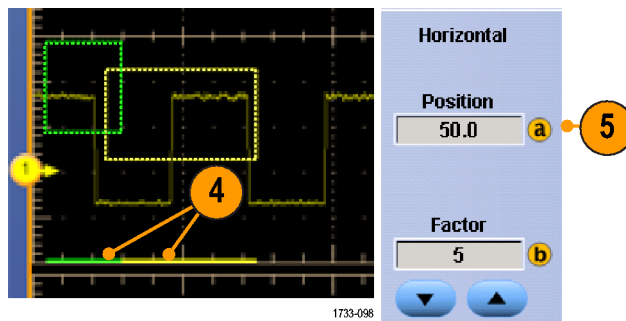 1
4
1733-098
Horizontal
Position
50.0 a
5
Factor
5 b